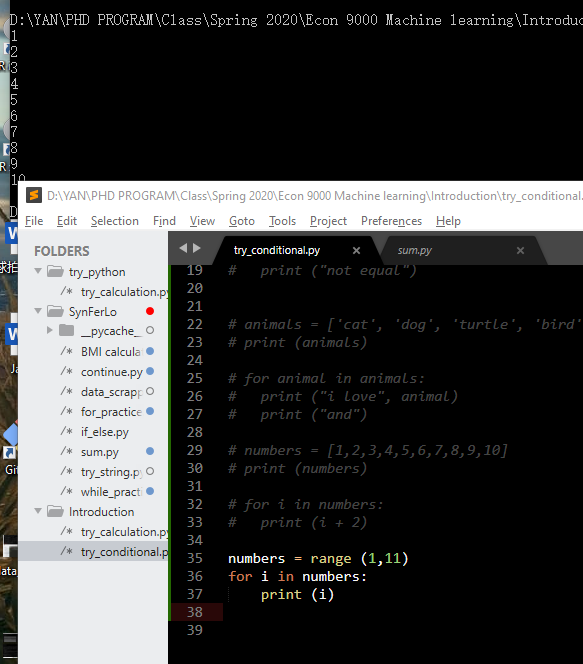 D:\YAN\PHD PROGRAM\Class\Spring 2020\Econ 9000 Machine learning\Introduc
1
2
3
4
5
6
7
8
9
10
D:\YAN\PHD PROGRAM\Class\Spring 2020\Econ 9000 Machine learning\Introduction\try_conditional.
File Edit Selection Find View Goto Tools Project Preferences Help
FOLDERS
try_python
/* try_calculation.py
SynFerLo
__pycache__
/* BMI calcula
/* continue.py
/* data_scrapp
/* for_practice
/* if_else.py
/* sum.py
/* try_string.py
/* while_pract
Introduction
/* try_calculation.py
/* try_conditional.p
try_conditional.py × sum.py ×
19 # print ("not equal")
20
21
22 # animals = ['cat', 'dog', 'turtle', 'bird'
23 # print (animals)
24
25 # for animal in animals:
26 # print ("i love", animal)
27 # print ("and")
28
29 # numbers = [1,2,3,4,5,6,7,8,9,10]
30 # print (numbers)
31
32 # for i in numbers:
33 # print (i + 2)
34
35 numbers = range (1,11)
36 for i in numbers:
37 print (i)
38
39